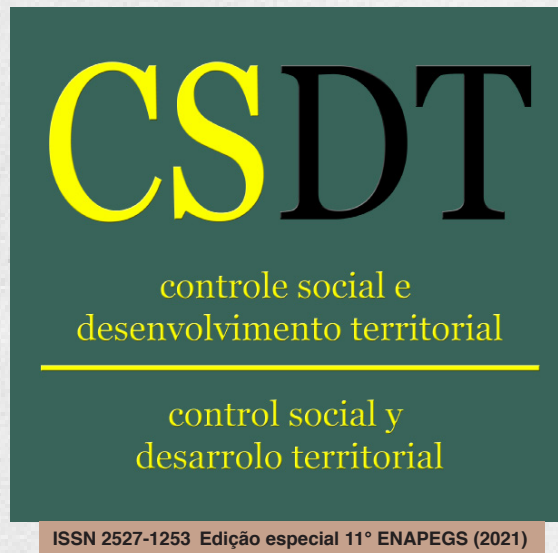 CSDT
controle social e
desenvolvimento territorial
control social y
desarrolo territorial
ISSN 2527-1253 Edição especial 11° ENAPEGS (2021)